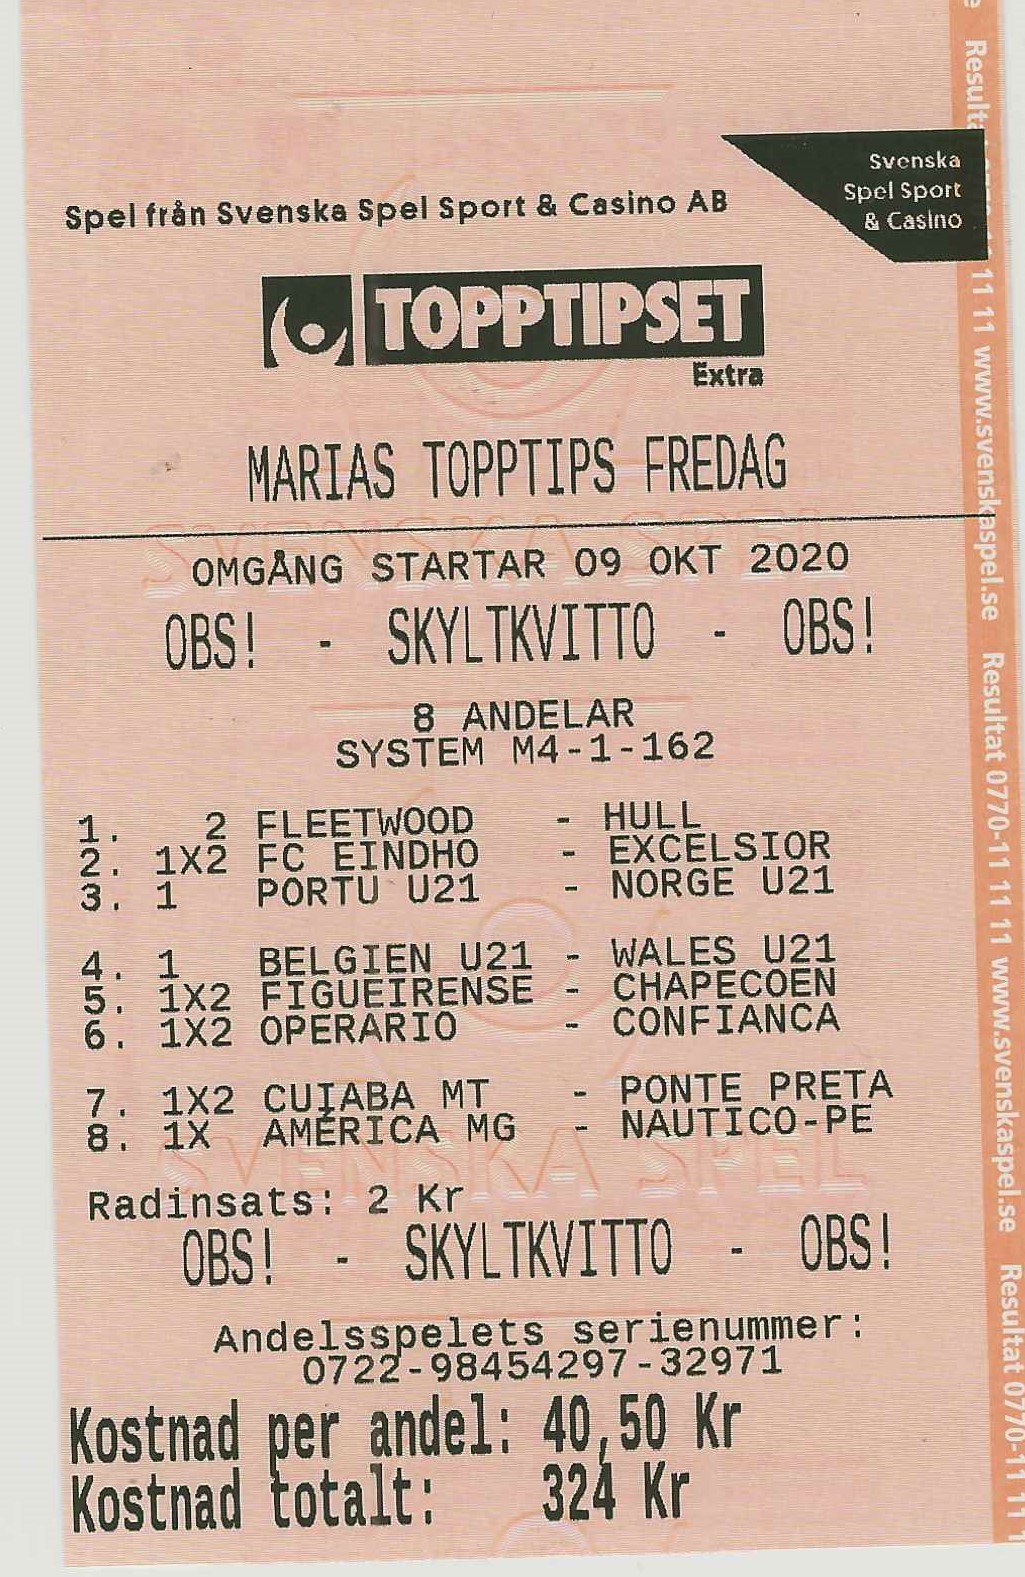 Svenska
Spel Sport
& Casino
Spel från Svenska Spel Sport & Casino AB
TOPPTIPSET
Extra
MARIAS TOPPTIPS FREDAG
OMGÅNG STARTAR 09 OKT 2020
OBS! - SKYLTKVITTO - OBS!
8 ANDELAR
SYSTEM M4-1-162
1. 2 FLEETWOOD - HULL
2. 1X2 FC EINDHO - EXCELSIOR
3. 1 PORTU U21 - NORGE U21
4. 1 BELGIEN U21 - WALES U21
5. 1X2 FIGUEIRENSE - CHAPECOEN
6. 1X2 OPERARIO - CONFIANCA
7. 1X2 CUIABA MT - PONTE PRETA
8. 1X AMERICA MG - NAUTICO-PE
Radinsats: 2 Kr
OBS! - SKYLTKVITTO - OBS!
Andelsspelets serienummer:
0722-98454297-32971
Kostnad per andel: 40,50 Kr
Kostnad totalt: 324 Kr
SVENSKA SPEL
SVENSKA SPEL
11 11 www.svenskaspel.se Resultat 0770-11 11 11 www.svenskaspel.se Resultat 0770-11 11